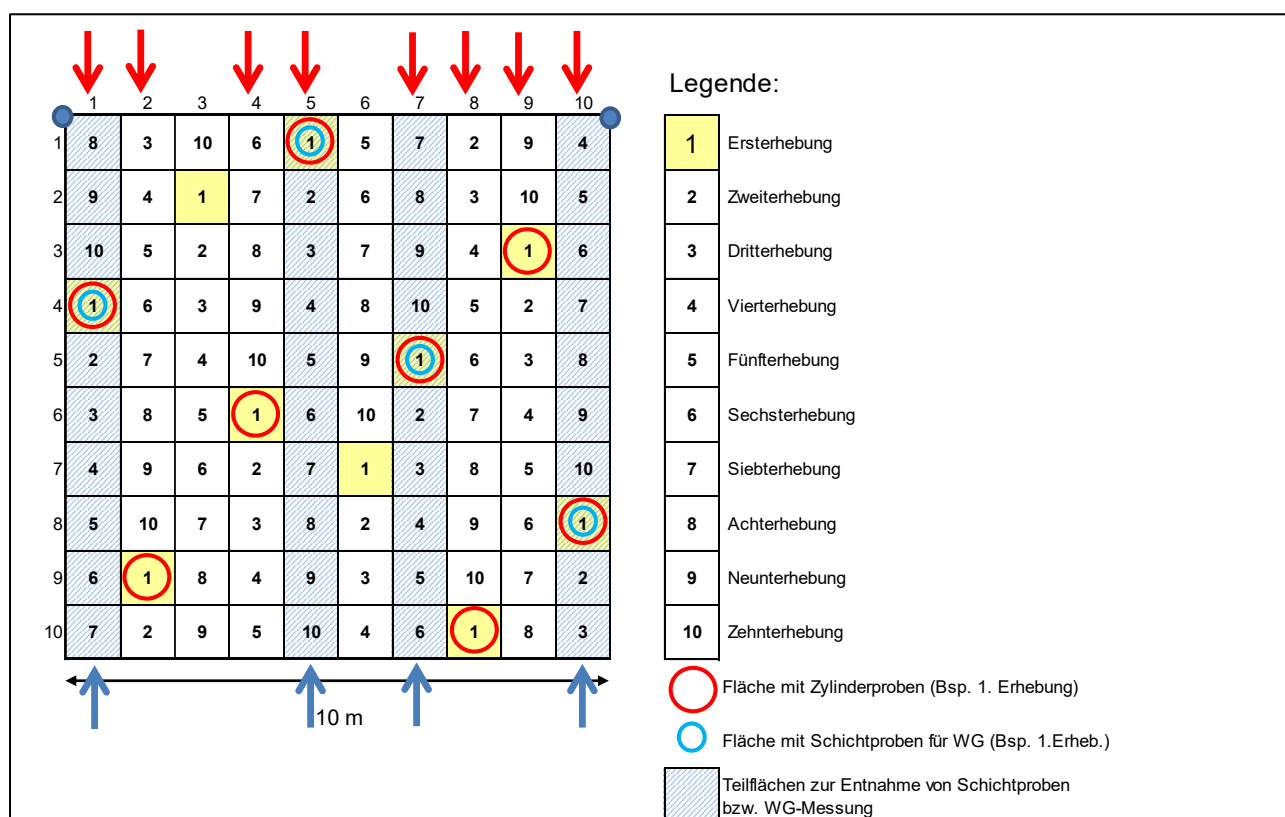 Legende:
1 2 3 4 5 6 7 8 9 10
1 8 3 10 6 1 5 7 2 9 4
2 9 4 1 7 2 6 8 3 10 5
3 10 5 2 8 3 7 9 4 1 6
4 1 6 3 9 4 8 10 5 2 7
5 2 7 4 10 5 9 1 6 3 8
6 3 8 5 1 6 10 2 7 4 9
7 4 9 6 2 7 1 3 8 5 10
8 5 10 7 3 8 2 4 9 6 1
9 6 1 8 4 9 3 5 10 7 2
10 7 2 9 5 10 4 6 1 8 3
10 m
1 Ersterhebung
2 Zweiterhebung
3 Dritterhebung
4 Vierterhebung
5 Fünfterhebung
6 Sechsterhebung
7 Siebterhebung
8 Achterhebung
9 Neunterhebung
10 Zehnterhebung
Fläche mit Zylinderproben (Bsp. 1. Erhebung)
Fläche mit Schichtproben für WG (Bsp. 1.Erheb.)
Teilflächen zur Entnahme von Schichtproben
bzw. WG-Messung